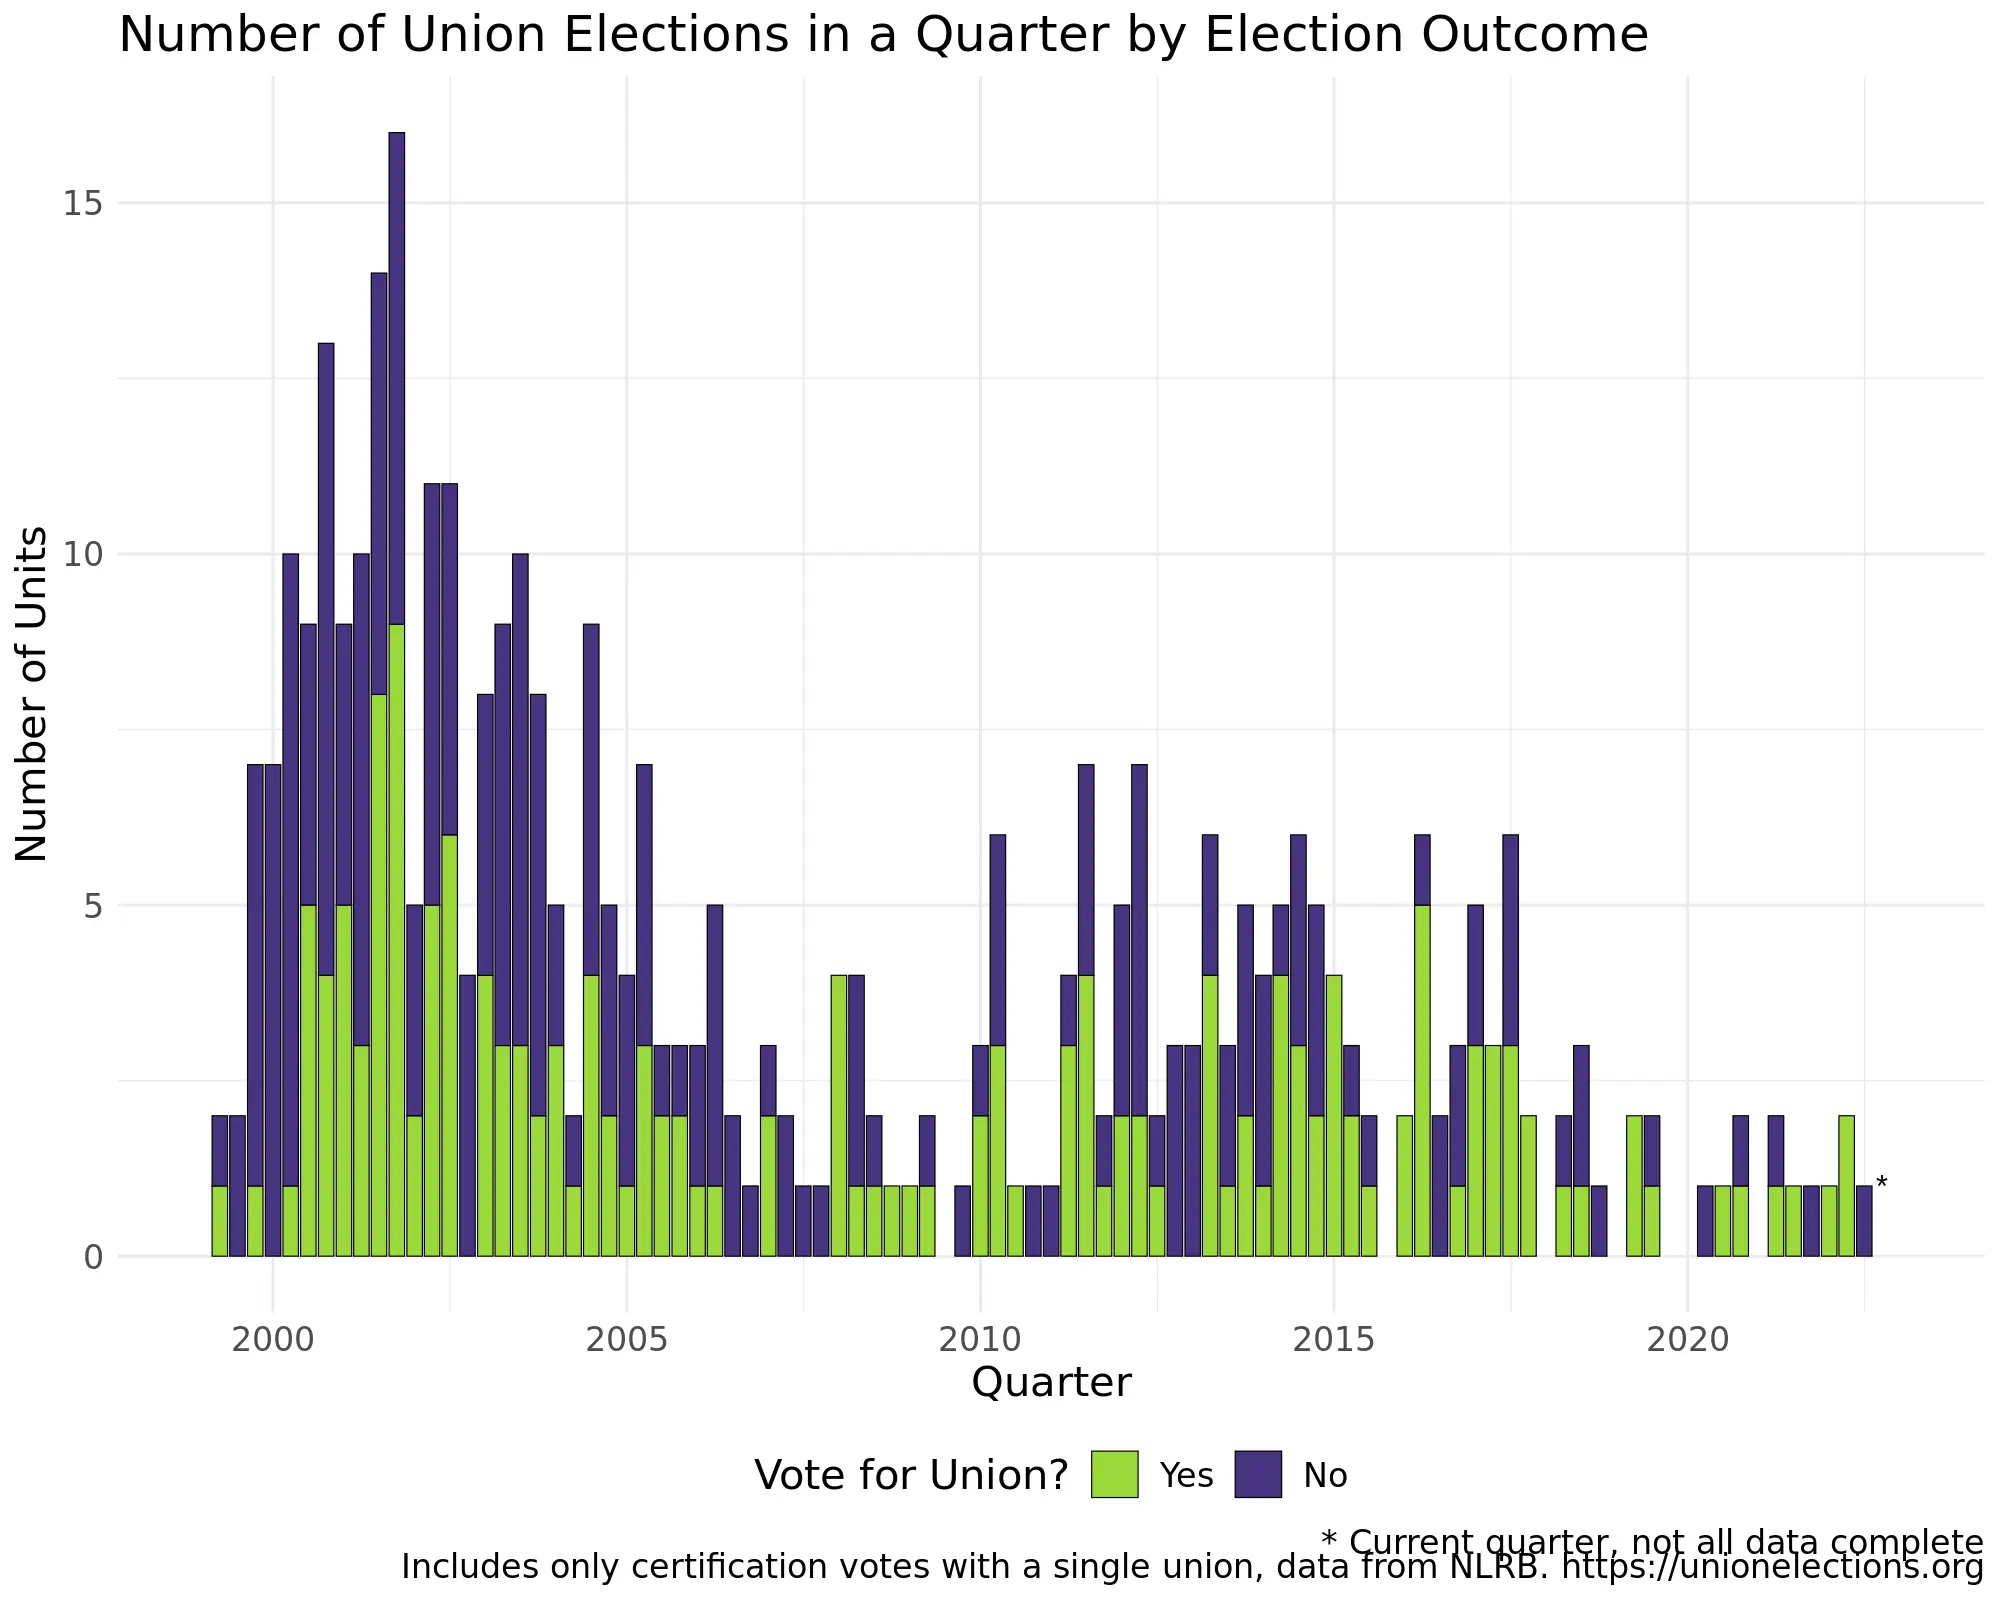 Number of Union Elections in a Quarter by Election Outcome
Number of Units
15
10
5
0
*
2000 2005 2010 2015 2020
Quarter
Vote for Union? Yes No
* Current quarter, not all data complete
Includes only certification votes with a single union, data from NLRB. https://unionelections.org